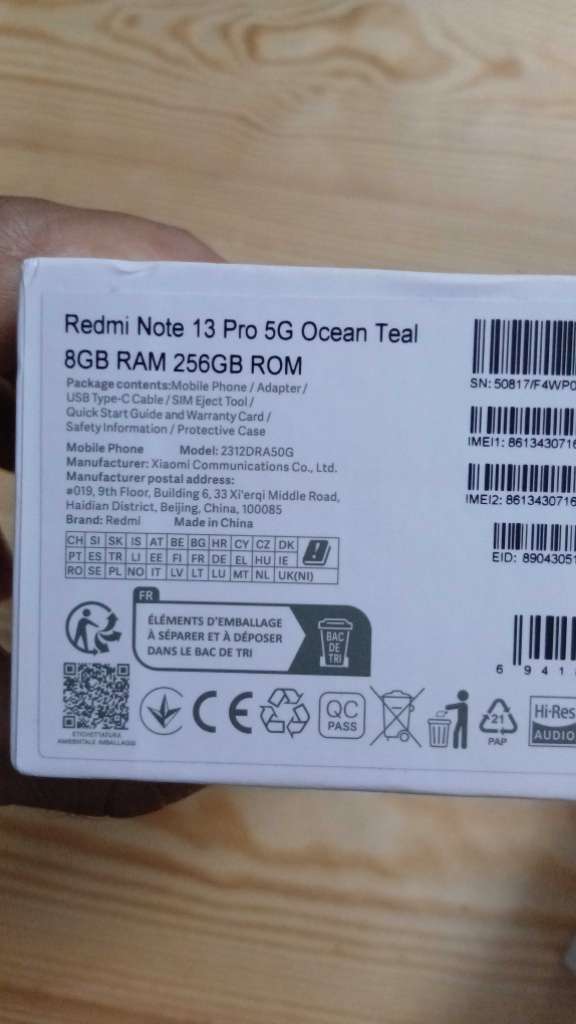 Redmi Note 13 Pro 5G Ocean Teal
8GB RAM 256GB ROM
Package contents:Mobile Phone / Adapter /
USB Type-C Cable / SIM Eject Tool /
Quick Start Guide and Warranty Card /
Safety Information / Protective Case
Mobile Phone Model: 2312DRA50G
Manufacturer: Xiaomi Communications Co., Ltd.
Manufacturer postal address:
#019, 9th Floor, Building 6, 33 Xi'erqi Middle Road,
Haidian District, Beijing, China, 100085
Brand: Redmi Made in China
CH SI SK IS AT BE BG HR CY CZ DK
PT ES TR LI EE FI FR DE EL HU IE
RO SE PL NO IT LV LT LU MT NL UK(NI)
SN: 50817/F4WP0
IMEI1: 8613430716
IMEI2: 8613430716
EID: 89043051
6 941
FR
ÉLÉMENTS D'EMBALLAGE
À SÉPARER ET À DÉPOSER
DANS LE BAC DE TRI
BAC
DE
TRI
ETICHETTATURA
AMBIENTALE IMBALLAGGI
CE
QC
PASS
21
PAP
Hi-Res
AUDIO